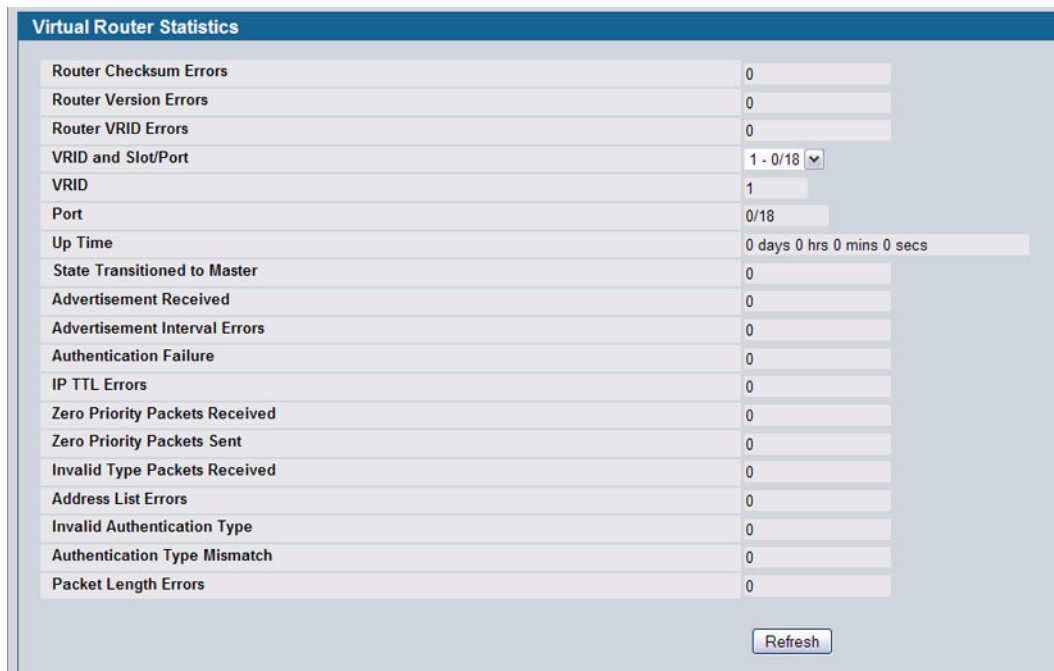 Virtual Router Statistics
Router Checksum Errors 0
Router Version Errors 0
Router VRID Errors 0
VRID and Slot/Port 1 - 0/18
VRID 1
Port 0/18
Up Time 0 days 0 hrs 0 mins 0 secs
State Transitioned to Master 0
Advertisement Received 0
Advertisement Interval Errors 0
Authentication Failure 0
IP TTL Errors 0
Zero Priority Packets Received 0
Zero Priority Packets Sent 0
Invalid Type Packets Received 0
Address List Errors 0
Invalid Authentication Type 0
Authentication Type Mismatch 0
Packet Length Errors 0
Refresh